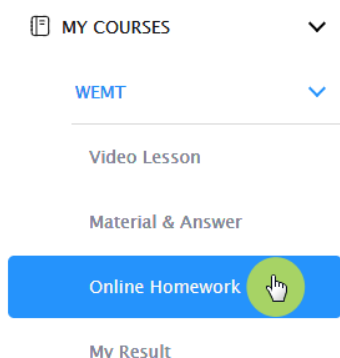 MY COURSES
WEMT
Video Lesson
Material & Answer
Online Homework
My Result